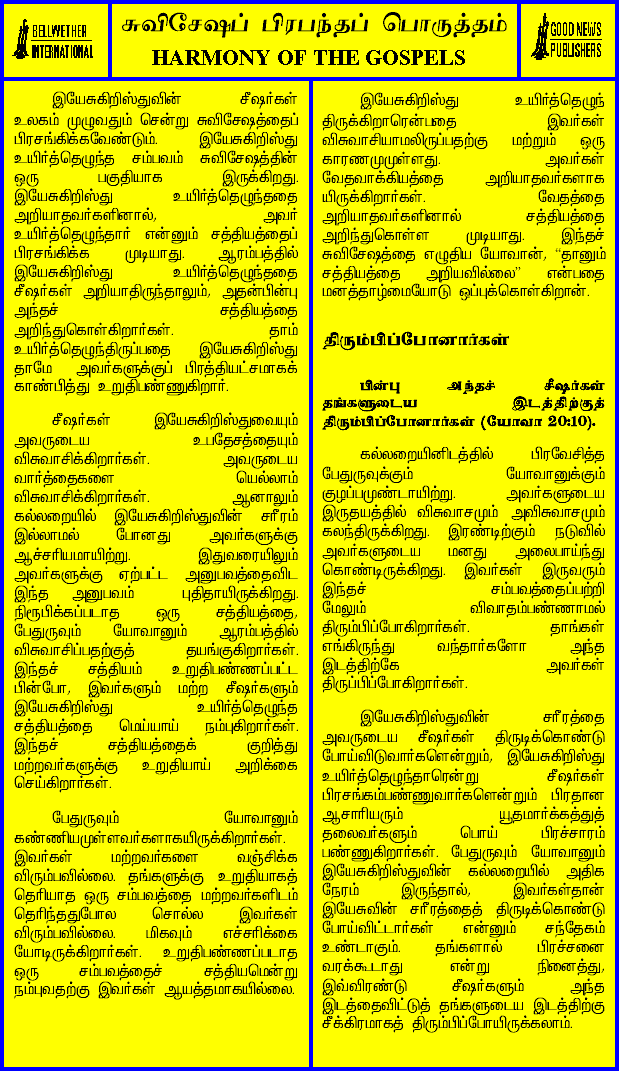 BELLWETHER
INTERNATIONAL
சுவிசேஷப் பிரபந்தப் பொருத்தம்
HARMONY OF THE GOSPELS
GOOD NEWS
PUBLISHERS
இயேசுகிறிஸ்துவின் சீஷர்கள்
உலகம் முழுவதும் சென்று சுவிசேஷத்தைப்
பிரசங்கிக்கவேண்டும். இயேசுகிறிஸ்து
உயிர்த்தெழுந்த சம்பவம் சுவிசேஷத்தின்
ஒரு பகுதியாக இருக்கிறது.
இயேசுகிறிஸ்து உயிர்த்தெழுந்ததை
அறியாதவர்களினால், அவர்
உயிர்த்தெழுந்தார் என்னும் சத்தியத்தைப்
பிரசங்கிக்க முடியாது. ஆரம்பத்தில்
இயேசுகிறிஸ்து உயிர்த்தெழுந்ததை
சீஷர்கள் அறியாதிருந்தாலும், அதன்பின்பு
அந்தச் சத்தியத்தை
அறிந்துகொள்கிறார்கள். தாம்
உயிர்த்தெழுந்திருப்பதை இயேசுகிறிஸ்து
தாமே அவர்களுக்குப் பிரத்தியட்சமாகக்
காண்பித்து உறுதிபண்ணுகிறார்.
சீஷர்கள் இயேசுகிறிஸ்துவையும்
அவருடைய உபதேசத்தையும்
விசுவாசிக்கிறார்கள். அவருடைய
வார்த்தைகளை யெல்லாம்
விசுவாசிக்கிறார்கள். ஆனாலும்
கல்லறையில் இயேசுகிறிஸ்துவின் சரீரம்
இல்லாமல் போனது அவர்களுக்கு
ஆச்சரியமாயிற்று. இதுவரையிலும்
அவர்களுக்கு ஏற்பட்ட அனுபவத்தைவிட
இந்த அனுபவம் புதிதாயிருக்கிறது.
நிரூபிக்கப்படாத ஒரு சத்தியத்தை,
பேதுருவும் யோவானும் ஆரம்பத்தில்
விசுவாசிப்பதற்குத் தயங்குகிறார்கள்.
இந்தச் சத்தியம் உறுதிபண்ணப்பட்ட
பின்போ, இவர்களும் மற்ற சீஷர்களும்
இயேசுகிறிஸ்து உயிர்த்தெழுந்த
சத்தியத்தை மெய்யாய் நம்புகிறார்கள்.
இந்தச் சத்தியத்தைக் குறித்து
மற்றவர்களுக்கு உறுதியாய் அறிக்கை
செய்கிறார்கள்.
பேதுருவும் யோவானும்
கண்ணியமுள்ளவர்களாகயிருக்கிறார்கள்.
இவர்கள் மற்றவர்களை வஞ்சிக்க
விரும்பவில்லை. தங்களுக்கு உறுதியாகத்
தெரியாத ஒரு சம்பவத்தை மற்றவர்களிடம்
தெரிந்ததுபோல சொல்ல இவர்கள்
விரும்பவில்லை. மிகவும் எச்சரிக்கை
யோடிருக்கிறார்கள். உறுதிபண்ணப்படாத
ஒரு சம்பவத்தைச் சத்தியமென்று
நம்புவதற்கு இவர்கள் ஆயத்தமாகயில்லை.
இயேசுகிறிஸ்து உயிர்த்தெழுந்
திருக்கிறாரென்பதை இவர்கள்
விசுவாசியாமலிருப்பதற்கு மற்றும் ஒரு
காரணமுமுள்ளது. அவர்கள்
வேதவாக்கியத்தை அறியாதவர்களாக
யிருக்கிறார்கள். வேதத்தை
அறியாதவர்களினால் சத்தியத்தை
அறிந்துகொள்ள முடியாது. இந்தச்
சுவிசேஷத்தை எழுதிய யோவான், “தானும்
சத்தியத்தை அறியவில்லை” என்பதை
மனத்தாழ்மையோடு ஒப்புக்கொள்கிறான்.
திரும்பிப்போனார்கள்
பின்பு அந்தச் சீஷர்கள்
தங்களுடைய இடத்திற்குத்
திரும்பிப்போனார்கள் (யோவா 20:10).
கல்லறையினிடத்தில் பிரவேசித்த
பேதுருவுக்கும் யோவானுக்கும்
குழப்பமுண்டாயிற்று. அவர்களுடைய
இருதயத்தில் விசுவாசமும் அவிசுவாசமும்
கலந்திருக்கிறது. இரண்டிற்கும் நடுவில்
அவர்களுடைய மனது அலைபாய்ந்து
கொண்டிருக்கிறது. இவர்கள் இருவரும்
இந்தச் சம்பவத்தைப்பற்றி
மேலும் விவாதம்பண்ணாமல்
திரும்பிப்போகிறார்கள். தாங்கள்
எங்கிருந்து வந்தார்களோ அந்த
இடத்திற்கே அவர்கள்
திருப்பிப்போகிறார்கள்.
இயேசுகிறிஸ்துவின் சரீரத்தை
அவருடைய சீஷர்கள் திருடிக்கொண்டு
போய்விடுவார்களென்றும், இயேசுகிறிஸ்து
உயிர்த்தெழுந்தாரென்று சீஷர்கள்
பிரசங்கம்பண்ணுவார்களென்றும் பிரதான
ஆசாரியரும் யூதமார்க்கத்துத்
தலைவர்களும் பொய் பிரச்சாரம்
பண்ணுகிறார்கள். பேதுருவும் யோவானும்
இயேசுகிறிஸ்துவின் கல்லறையில் அதிக
நேரம் இருந்தால், இவர்கள்தான்
இயேசுவின் சரீரத்தைத் திருடிக்கொண்டு
போய்விட்டார்கள் என்னும் சந்தேகம்
உண்டாகும். தங்களால் பிரச்சனை
வரக்கூடாது என்று நினைத்து,
இவ்விரண்டு சீஷர்களும் அந்த
இடத்தைவிட்டுத் தங்களுடைய இடத்திற்கு
சீக்கிரமாகத் திரும்பிப்போயிருக்கலாம்.